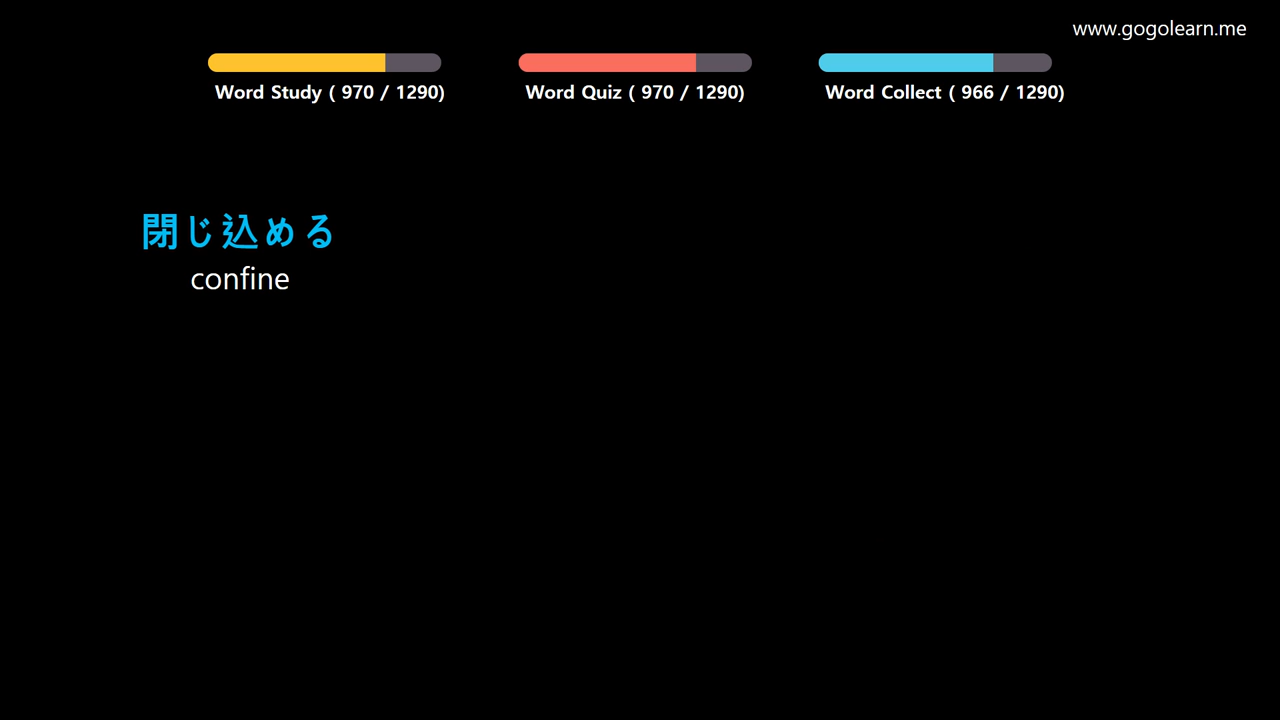 www.gogolearn.me
Word Study ( 970 / 1290)
Word Quiz ( 970 / 1290)
Word Collect ( 966 / 1290)
閉じ込める
confine